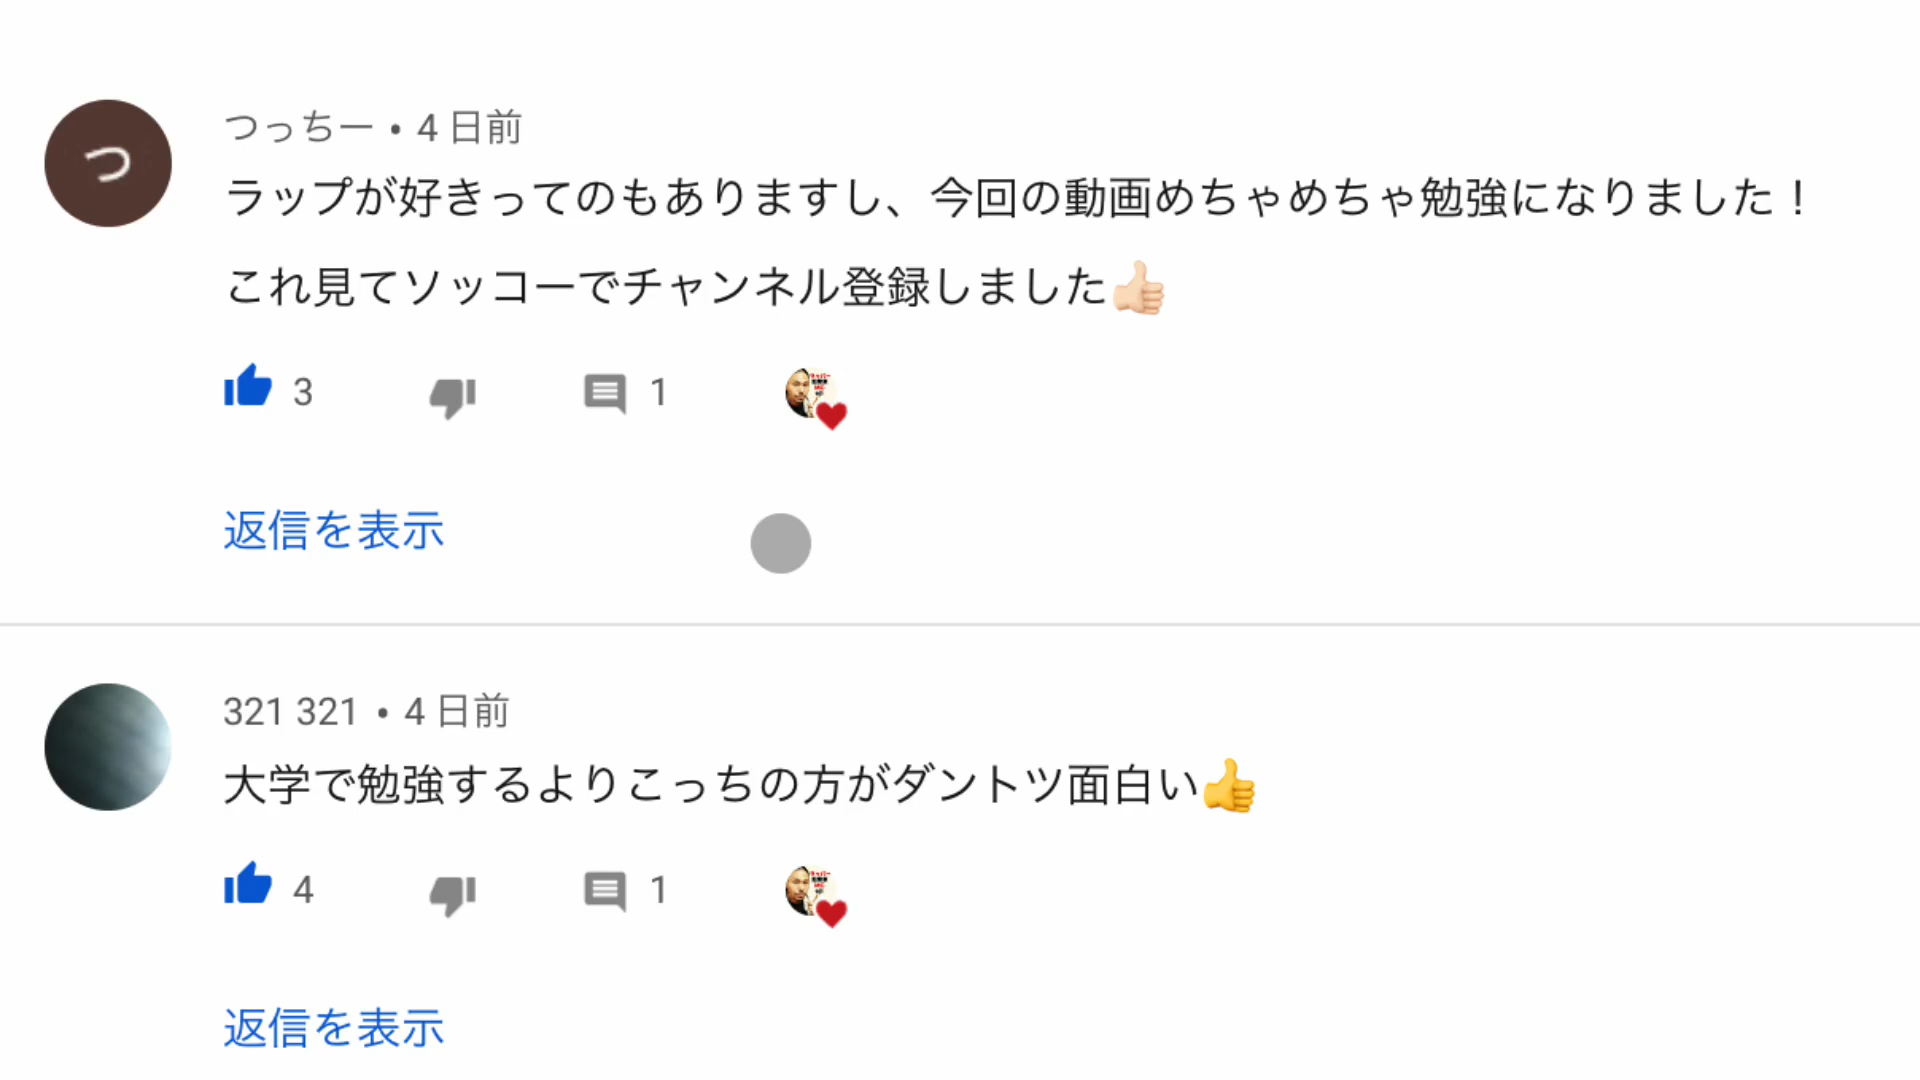 つ
つっちー • 4 日前
ラップが好きってのもありますし、今回の動画めちゃめちゃ勉強になりました！
これ見てソッコーでチャンネル登録しました👍🏻
3
1
返信を表示
321 321 • 4 日前
大学で勉強するよりこっちの方がダントツ面白い👍
4
1
返信を表示